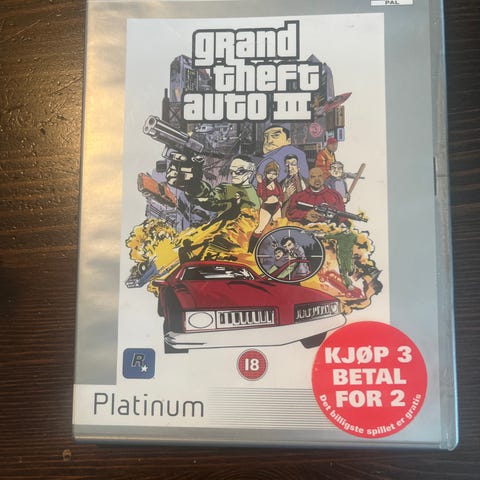 PAL
grand
theft
auto III
R
18
Platinum
KJØP 3
BETAL
FOR 2
Det billigste spillet er gratis